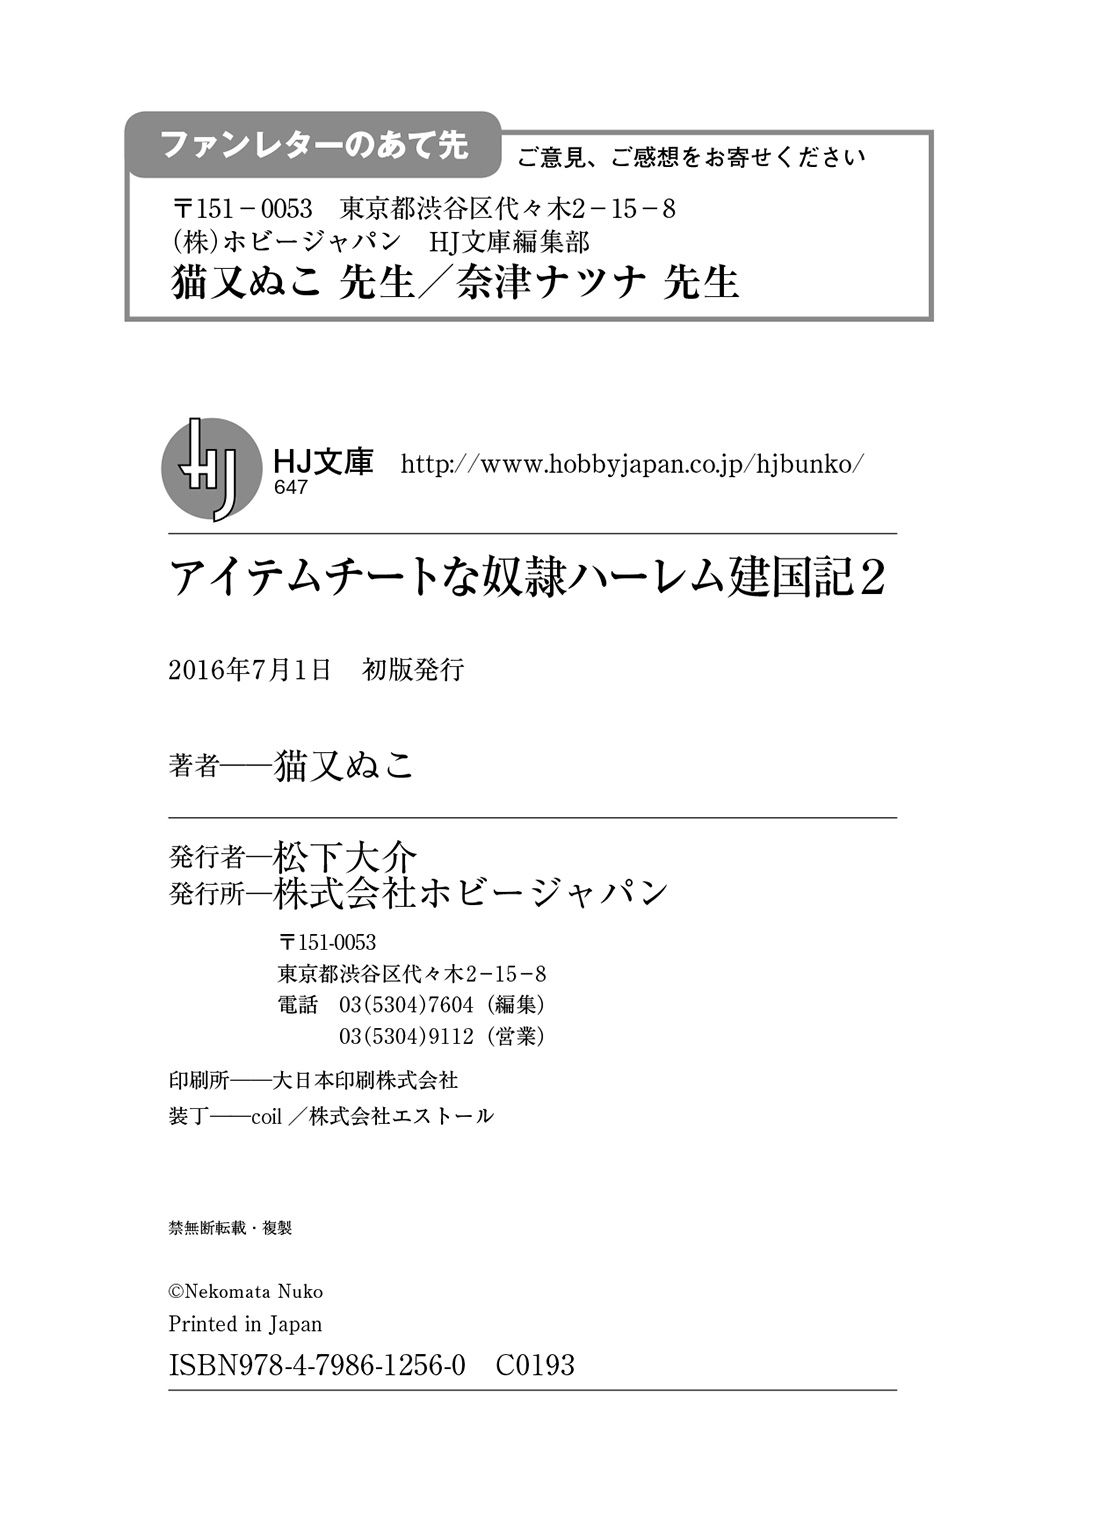 ファンレターのあて先
ご意見、ご感想をお寄せください
〒151−0053　東京都渋谷区代々木2−15−8
(株)ホビージャパン　HJ文庫編集部
猫又ぬこ 先生／奈津ナツナ 先生
HJ
HJ文庫　http://www.hobbyjapan.co.jp/hjbunko/
647
アイテムチートな奴隷ハーレム建国記2
2016年7月1日　初版発行
著者――猫又ぬこ
発行者―松下大介
発行所―株式会社ホビージャパン
〒151-0053
東京都渋谷区代々木2−15−8
電話　03(5304)7604（編集）
03(5304)9112（営業）
印刷所――大日本印刷株式会社
装丁――coil／株式会社エストール
禁無断転載・複製
©Nekomata Nuko
Printed in Japan
ISBN978-4-7986-1256-0　C0193